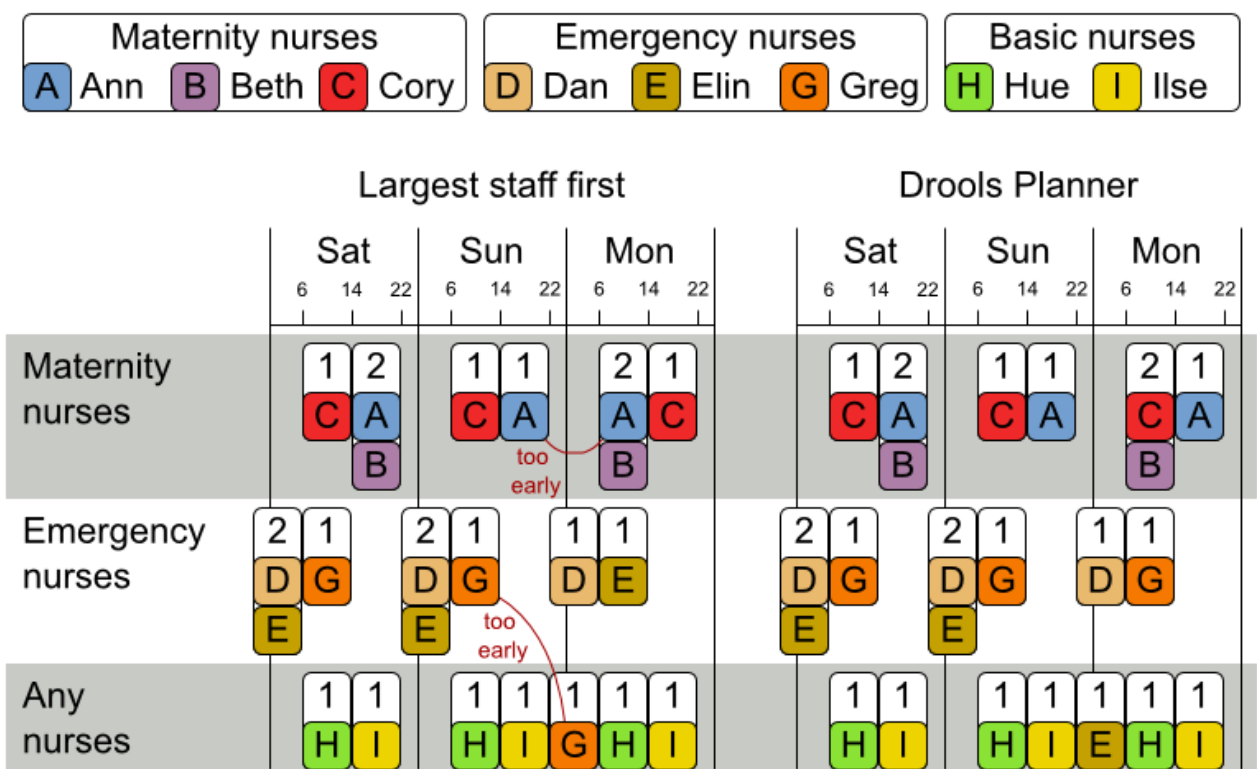 Maternity nurses Emergency nurses Basic nurses
A Ann B Beth C Cory D Dan E Elin G Greg H Hue I Ilse
Largest staff first Drools Planner
Sat Sun Mon Sat Sun Mon
6 14 22 6 14 22 6 14 22 6 14 22 6 14 22 6 14 22
Maternity 1 2 1 1 2 1 1 2 1 1 2 1
nurses C A C A A C C A C A C A
B too B B B
early
Emergency 2 1 2 1 1 1 2 1 2 1 1 1
nurses D G D G D E D G D G D G
E E too E E
early
Any 1 1 1 1 1 1 1 1 1 1 1 1 1 1
nurses H I H I G H I H I H I E H I